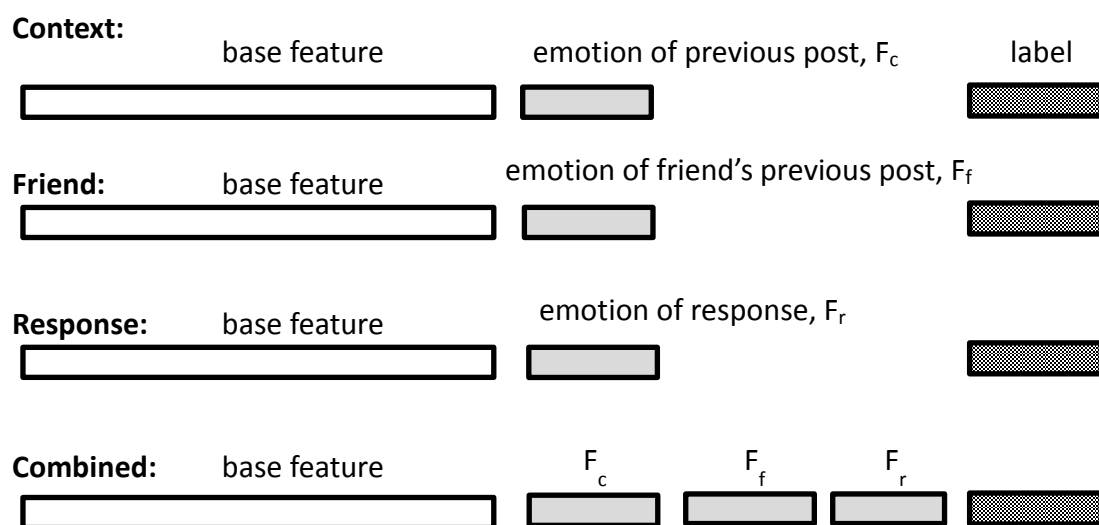 Context:
base feature emotion of previous post, Fc label
Friend: base feature emotion of friend’s previous post, Ff
Response: base feature emotion of response, Fr
Combined: base feature Fc Ff Fr